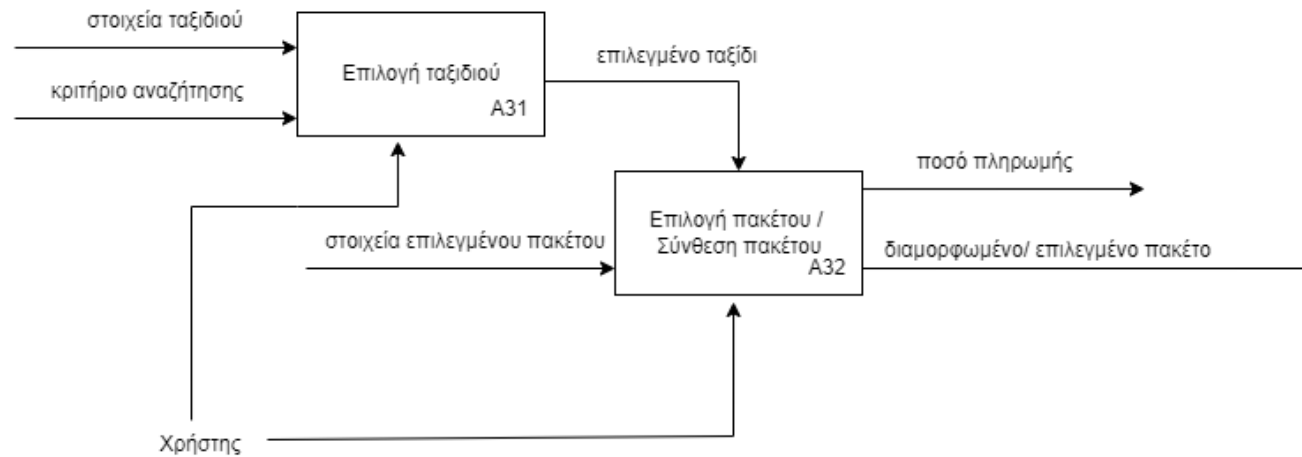 στοιχεία ταξιδιού
κριτήριο αναζήτησης
Επιλογή ταξιδιού
A31
επιλεγμένο ταξίδι
στοιχεία επιλεγμένου πακέτου
Επιλογή πακέτου /
Σύνθεση πακέτου
A32
ποσό πληρωμής
διαμορφωμένο/ επιλεγμένο πακέτο
Χρήστης